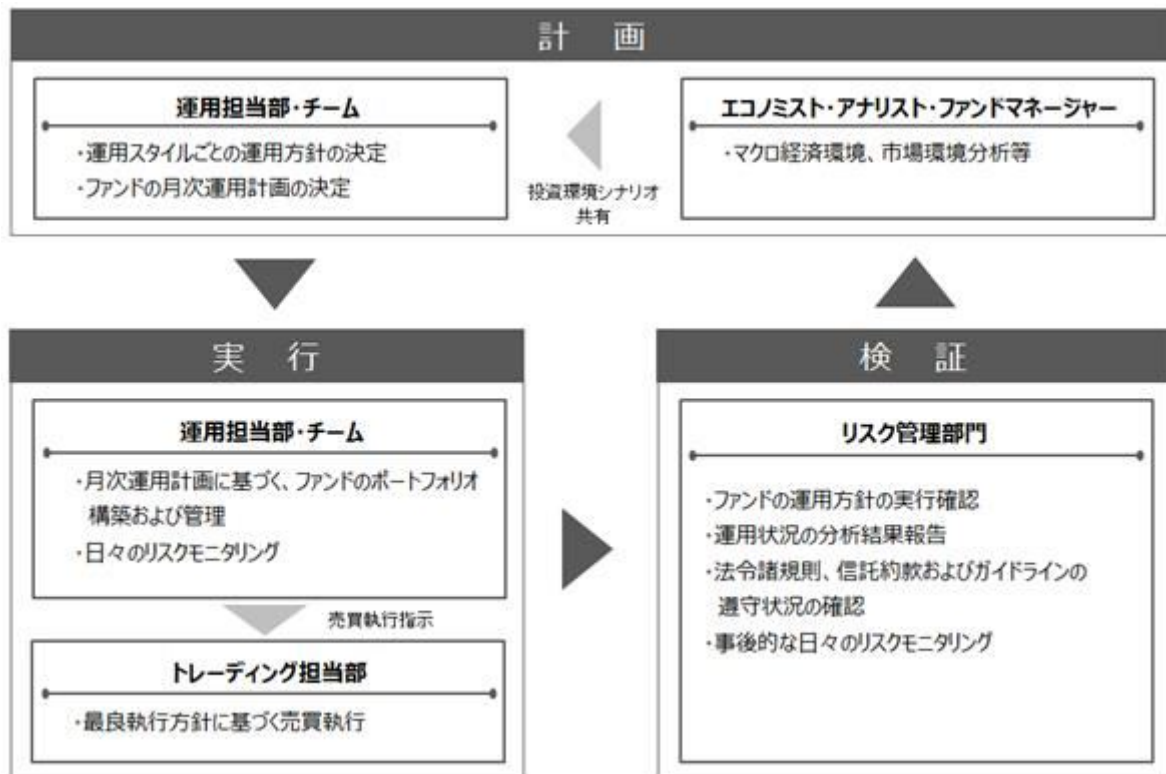 計 画
運用担当部・チーム
・運用スタイルごとの運用方針の決定
・ファンドの月次運用計画の決定
投資環境シナリオ
共有
エコノミスト・アナリスト・ファンドマネージャー
・マクロ経済環境、市場環境分析等
実 行
運用担当部・チーム
・月次運用計画に基づく、ファンドのポートフォリオ
構築および管理
・日々のリスクモニタリング
売買執行指示
トレーディング担当部
・最良執行方針に基づく売買執行
検 証
リスク管理部門
・ファンドの運用方針の実行確認
・運用状況の分析結果報告
・法令諸規則、信託約款およびガイドラインの
遵守状況の確認
・事後的な日々のリスクモニタリング